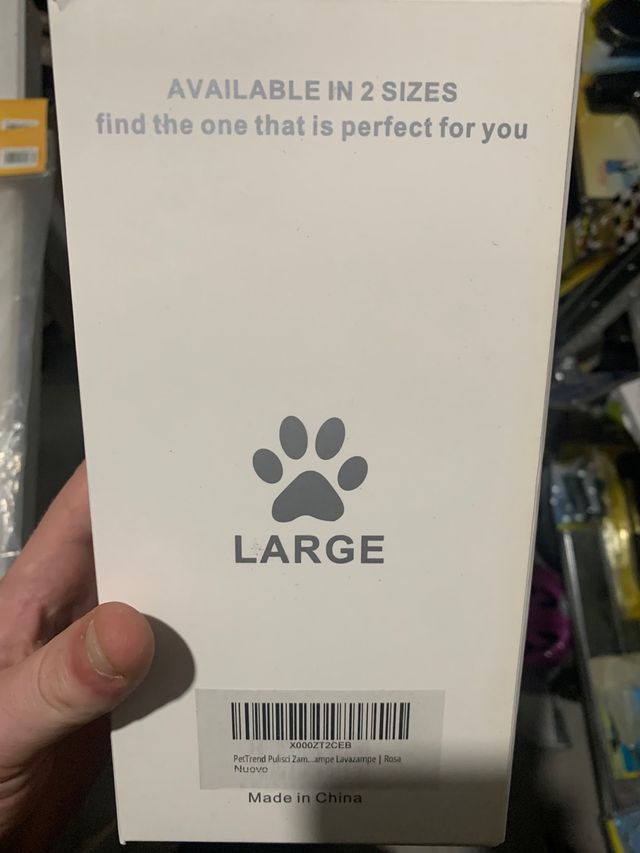 AVAILABLE IN 2 SIZES
find the one that is perfect for you
LARGE
X000ZT2CEB
PetTrend Pulisci Zam...ampe Lavazampe | Rosa
Nuovo
Made in China